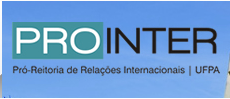 PROINTER
Pró-Reitoria de Relações Internacionais | UFPA